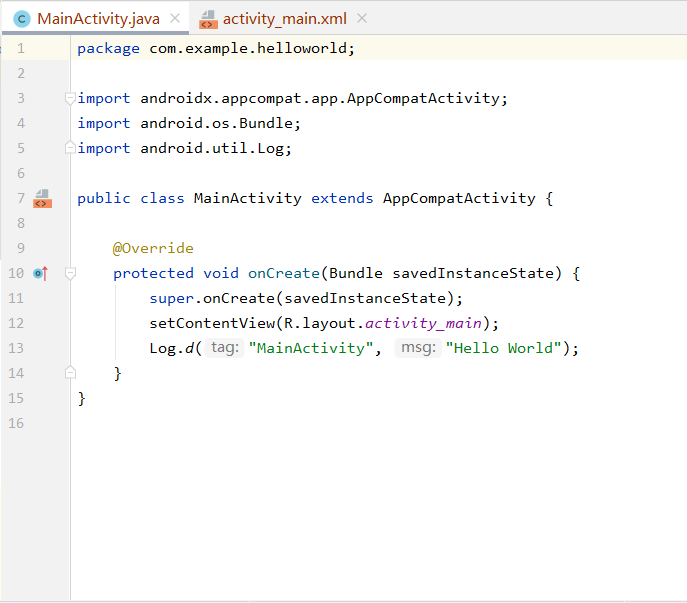 MainActivity.java activity_main.xml
1 package com.example.helloworld;
2
3 import androidx.appcompat.app.AppCompatActivity;
4 import android.os.Bundle;
5 import android.util.Log;
6
7 public class MainActivity extends AppCompatActivity {
8
9 @Override
10 protected void onCreate(Bundle savedInstanceState) {
11 super.onCreate(savedInstanceState);
12 setContentView(R.layout.activity_main);
13 Log.d( tag: "MainActivity", msg: "Hello World");
14 }
15 }
16